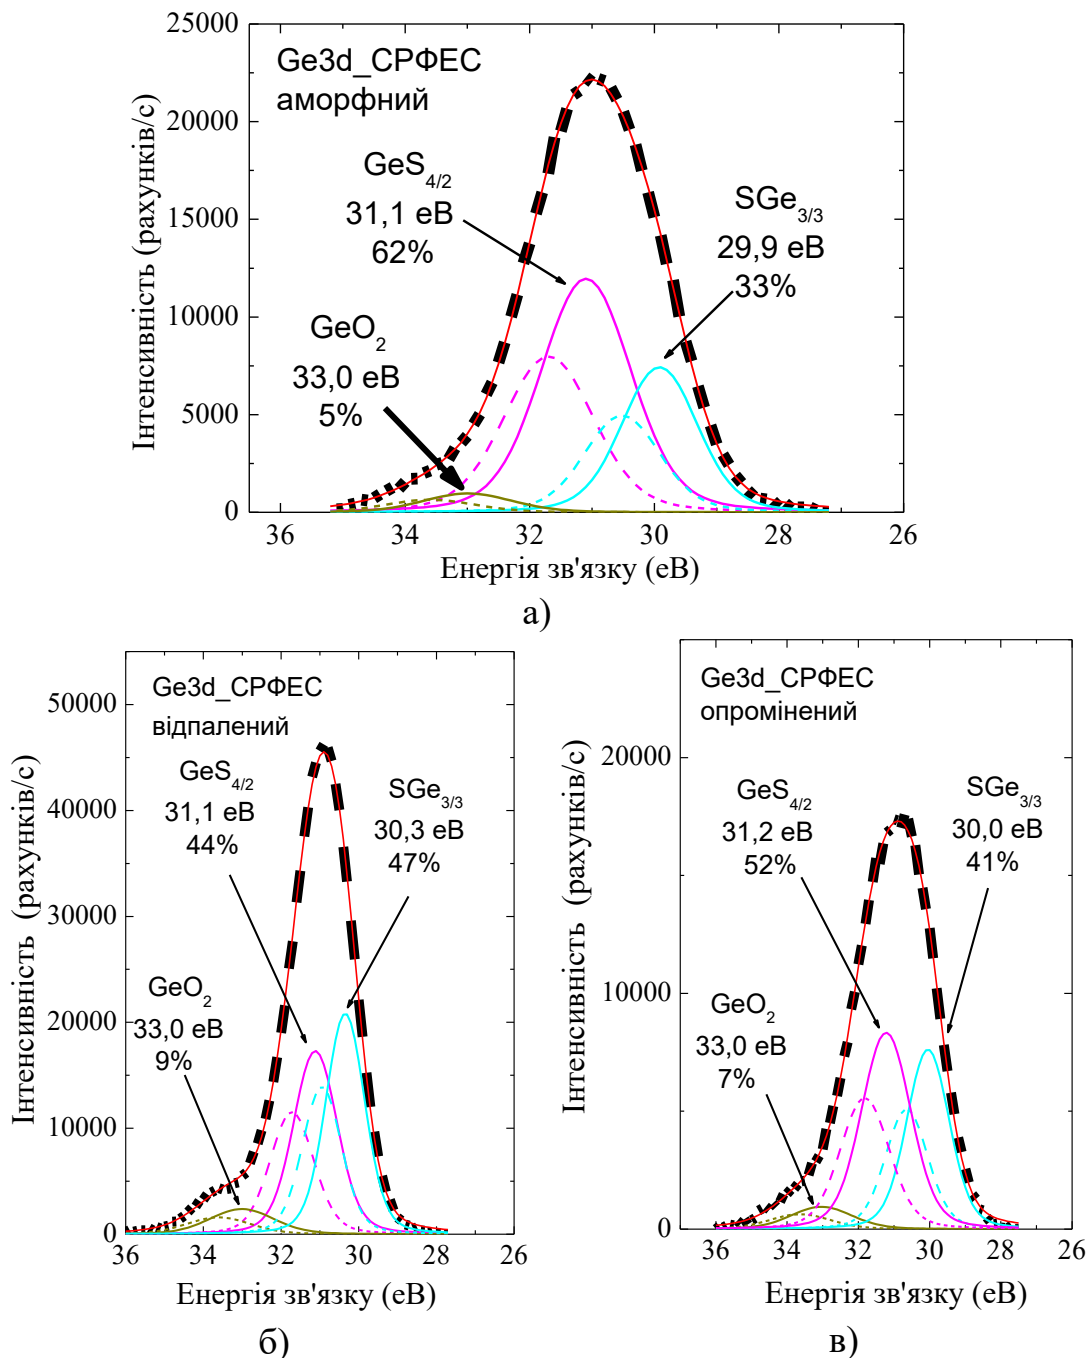 25000
20000
15000
10000
5000
0
Інтенсивність (рахунків/с)
Ge3d_СРФЕС
аморфний
GeS4/2
31,1 еВ
62%
SGe3/3
29,9 еВ
33%
GeO2
33,0 еВ
5%
36 34 32 30 28 26
Енергія зв'язку (еВ)
а)
50000
40000
30000
20000
10000
0
Інтенсивність (рахунків/с)
Ge3d_СРФЕС
відпалений
GeS4/2
31,1 еВ
44%
SGe3/3
30,3 еВ
47%
GeO2
33,0 еВ
9%
36 34 32 30 28 26
Енергія зв'язку (еВ)
б)
20000
10000
0
Інтенсивність (рахунків/с)
Ge3d_СРФЕС
опромінений
GeS4/2
31,2 еВ
52%
SGe3/3
30,0 еВ
41%
GeO2
33,0 еВ
7%
36 34 32 30 28 26
Енергія зв'язку (еВ)
в)